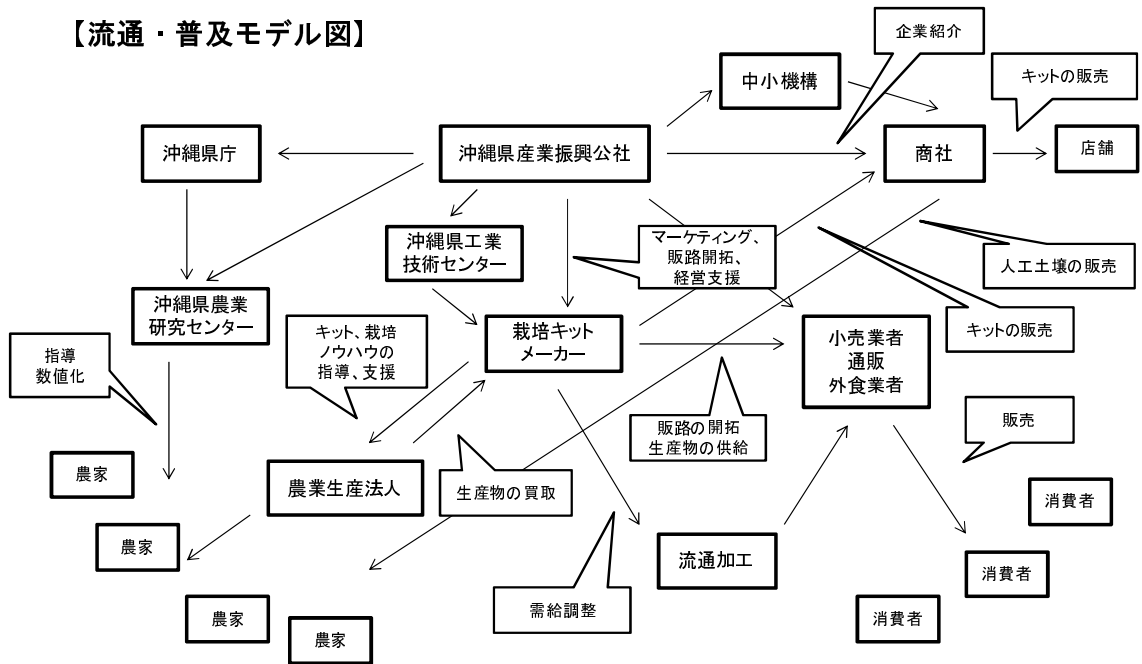 【流通・普及モデル図】
企業紹介
中小機構
キットの販売
沖縄県庁
沖縄県産業振興公社
商社
店舗
沖縄県工業
技術センター
マーケティング、
販路開拓、
経営支援
人工土壌の販売
沖縄県農業
研究センター
キット、栽培
ノウハウの
指導、支援
栽培キット
メーカー
小売業者
通販
外食業者
キットの販売
指導
数値化
販路の開拓
生産物の供給
販売
農家
農業生産法人
生産物の買取
消費者
農家
流通加工
消費者
農家
需給調整
消費者
農家